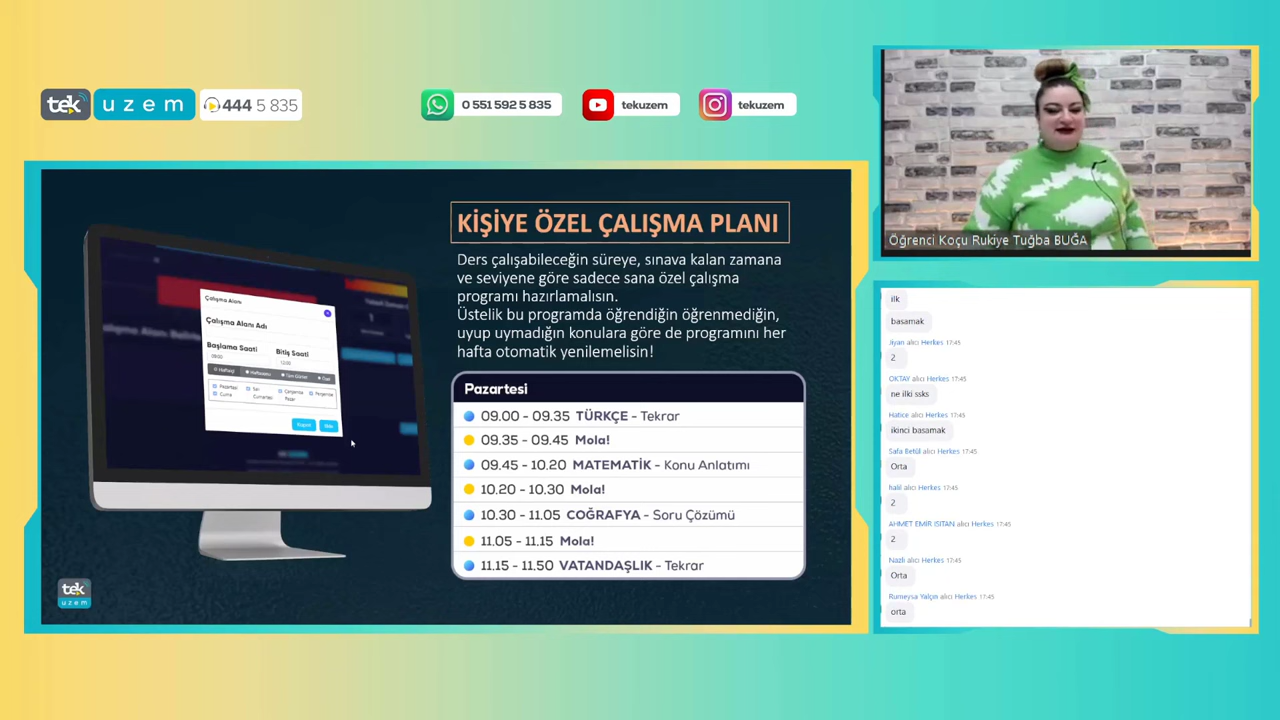 tek uzem 444 5 835
0 551 592 5 835
tekuzem
tekuzem
Öğrenci Koçu Rukiye Tuğba BUĞA
KİŞİYE ÖZEL ÇALIŞMA PLANI
Ders çalışabileceğin süreye, sınava kalan zamana
ve seviyene göre sadece sana özel çalışma
programı hazırlamalısın.
Üstelik bu programda öğrendiğin öğrenmediğin,
uyup uymadığın konulara göre de programını her
hafta otomatik yenilemelisin!
Pazartesi
09.00 - 09.35 TÜRKÇE - Tekrar
09.35 - 09.45 Mola!
09.45 - 10.20 MATEMATİK - Konu Anlatımı
10.20 - 10.30 Mola!
10.30 - 11.05 COĞRAFYA - Soru Çözümü
11.05 - 11.15 Mola!
11.15 - 11.50 VATANDAŞLIK - Tekrar
Çalışma Alanı
Çalışma Alanı Adı
Başlama Saati
Bitiş Saati
tek
uzem
ilk
basamak
Jiyan alıcı Herkes 17:45
2
OKTAY alıcı Herkes 17:45
ne ilki ssks
Hatice alıcı Herkes 17:45
ikinci basamak
Safa Betül alıcı Herkes 17:45
Orta
halil alıcı Herkes 17:45
2
AHMET EMİR ISITAN alıcı Herkes 17:45
2
Nazlı alıcı Herkes 17:45
Orta
Rumeysa Yalçın alıcı Herkes 17:45
orta